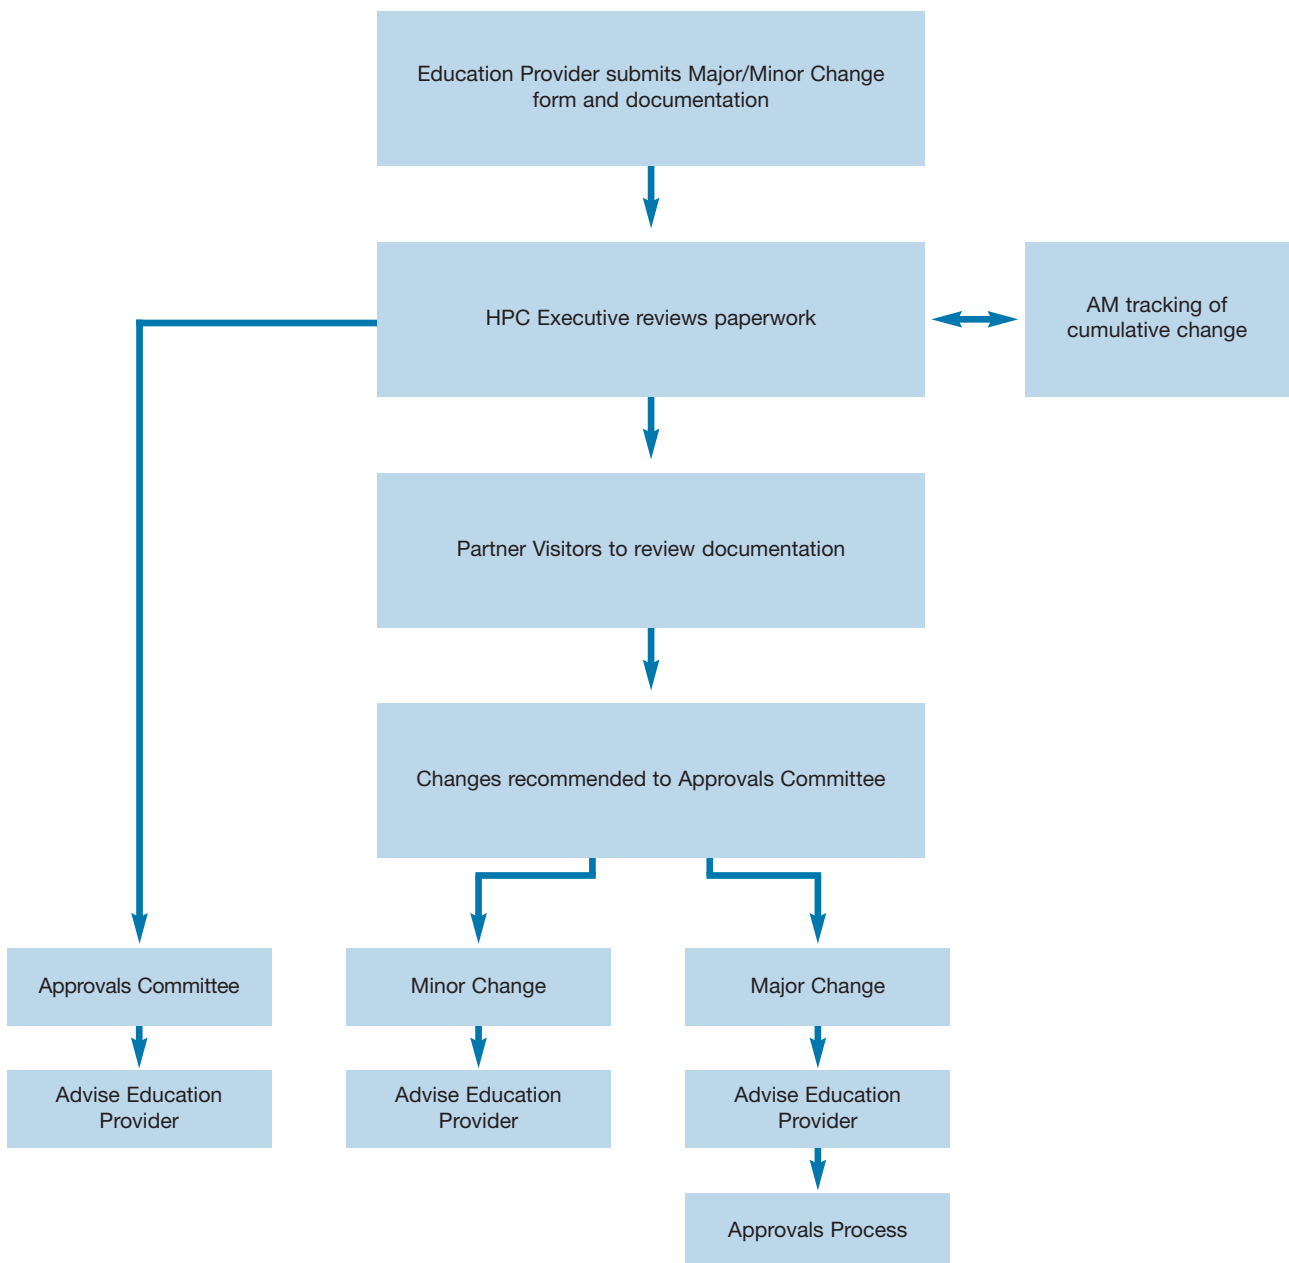 Education Provider submits Major/Minor Change
form and documentation
HPC Executive reviews paperwork
AM tracking of
cumulative change
Partner Visitors to review documentation
Changes recommended to Approvals Committee
Approvals Committee
Minor Change
Major Change
Advise Education
Provider
Advise Education
Provider
Advise Education
Provider
Approvals Process